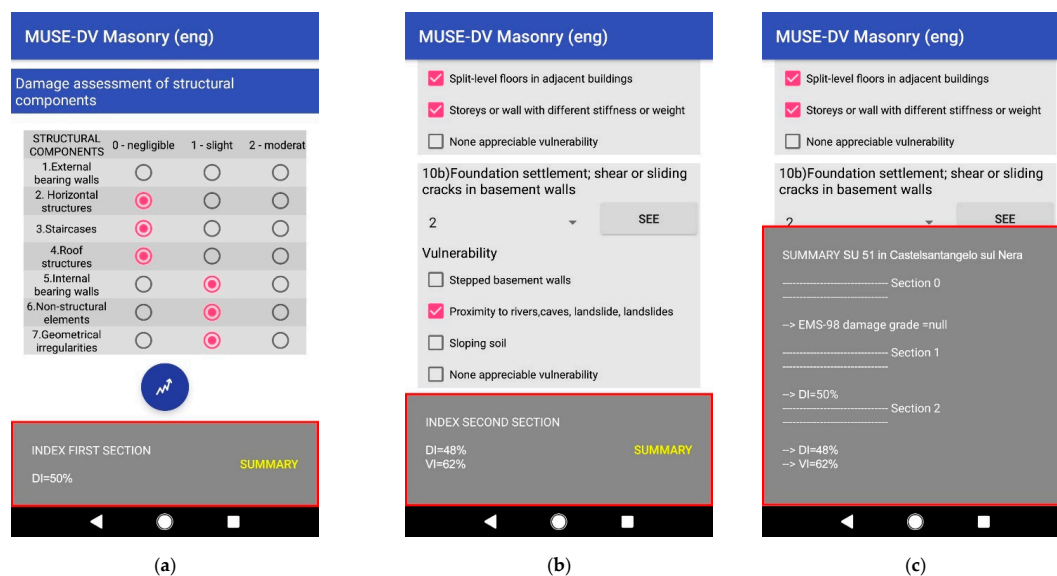 MUSE-DV Masonry (eng)
Damage assessment of structural
components
STRUCTURAL
COMPONENTS
0 - negligible
1 - slight
2 - moderat
1.External
bearing walls
2. Horizontal
structures
3.Staircases
4.Roof
structures
5.Internal
bearing walls
6.Non-structural
elements
7.Geometrical
irregularities
INDEX FIRST SECTION
DI=50%
SUMMARY
(a)
MUSE-DV Masonry (eng)
Split-level floors in adjacent buildings
Storeys or wall with different stiffness or weight
None appreciable vulnerability
10b)Foundation settlement; shear or sliding
cracks in basement walls
2
SEE
Vulnerability
Stepped basement walls
Proximity to rivers,caves, landslide, landslides
Sloping soil
None appreciable vulnerability
INDEX SECOND SECTION
DI=48%
VI=62%
SUMMARY
(b)
MUSE-DV Masonry (eng)
Split-level floors in adjacent buildings
Storeys or wall with different stiffness or weight
None appreciable vulnerability
10b)Foundation settlement; shear or sliding
cracks in basement walls
2
SEE
SUMMARY SU 51 in Castelsantangelo sul Nera
------------------------------ Section 0
------------------------------
--> EMS-98 damage grade =null
------------------------------ Section 1
------------------------------
--> DI=50%
------------------------------ Section 2
------------------------------
--> DI=48%
--> VI=62%
(c)